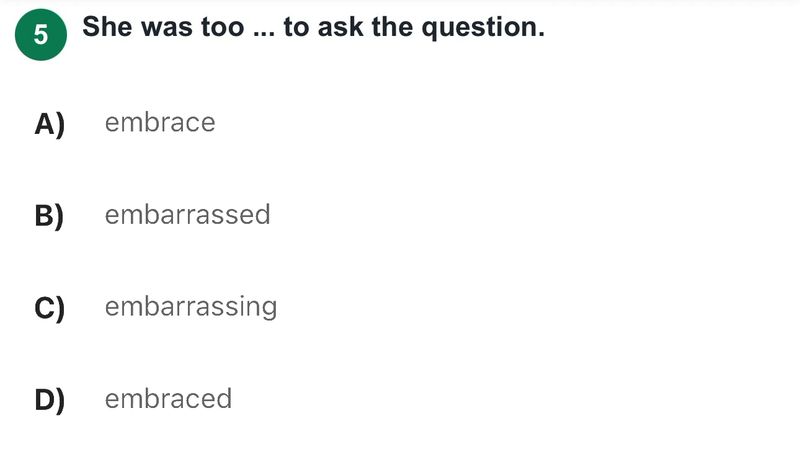 5 She was too ... to ask the question.
A) embrace
B) embarrassed
C) embarrassing
D) embraced